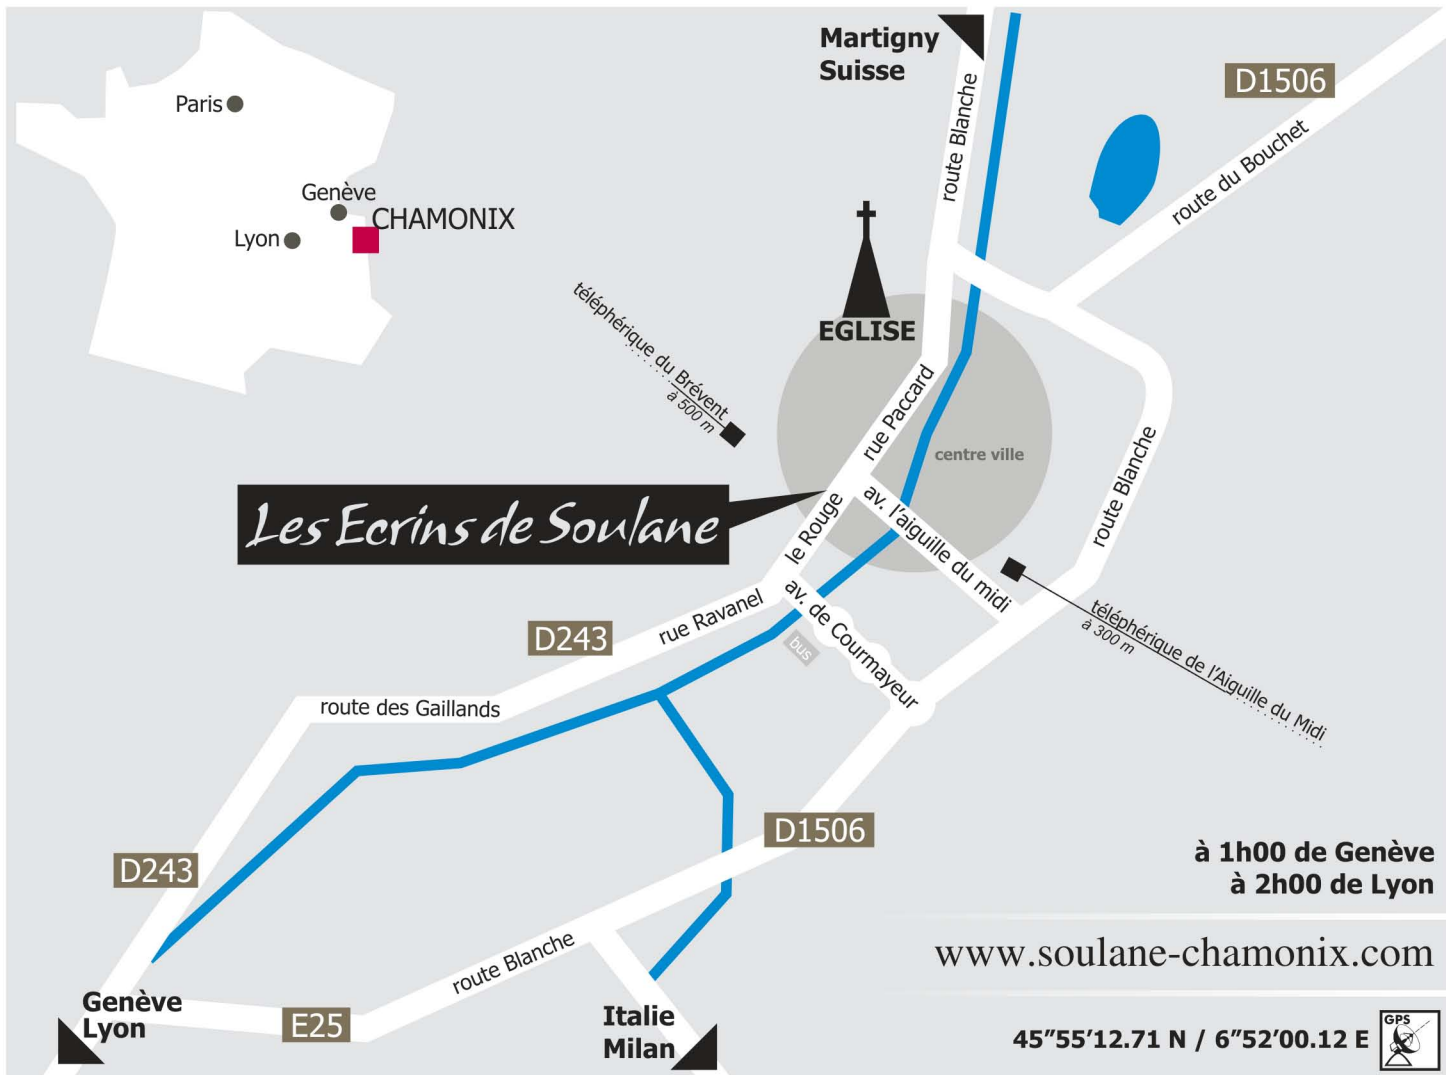 Martigny
Suisse
D1506
Paris
route Blanche
route du Bouchet
Genève
CHAMONIX
Lyon
téléphérique du Brévent
à 500 m
EGLISE
rue Paccard
centre ville
route Blanche
Les Ecrins de Soulane
le Rouge
av. l'aiguille du midi
av. de Courmayeur
bus
rue Ravanel
D243
téléphérique de l'Aiguille du Midi
à 300 m
route des Gaillands
D1506
D243
à 1h00 de Genève
à 2h00 de Lyon
route Blanche
www.soulane-chamonix.com
Genève
Lyon
E25
Italie
Milan
45"55'12.71 N / 6"52'00.12 E
GPS